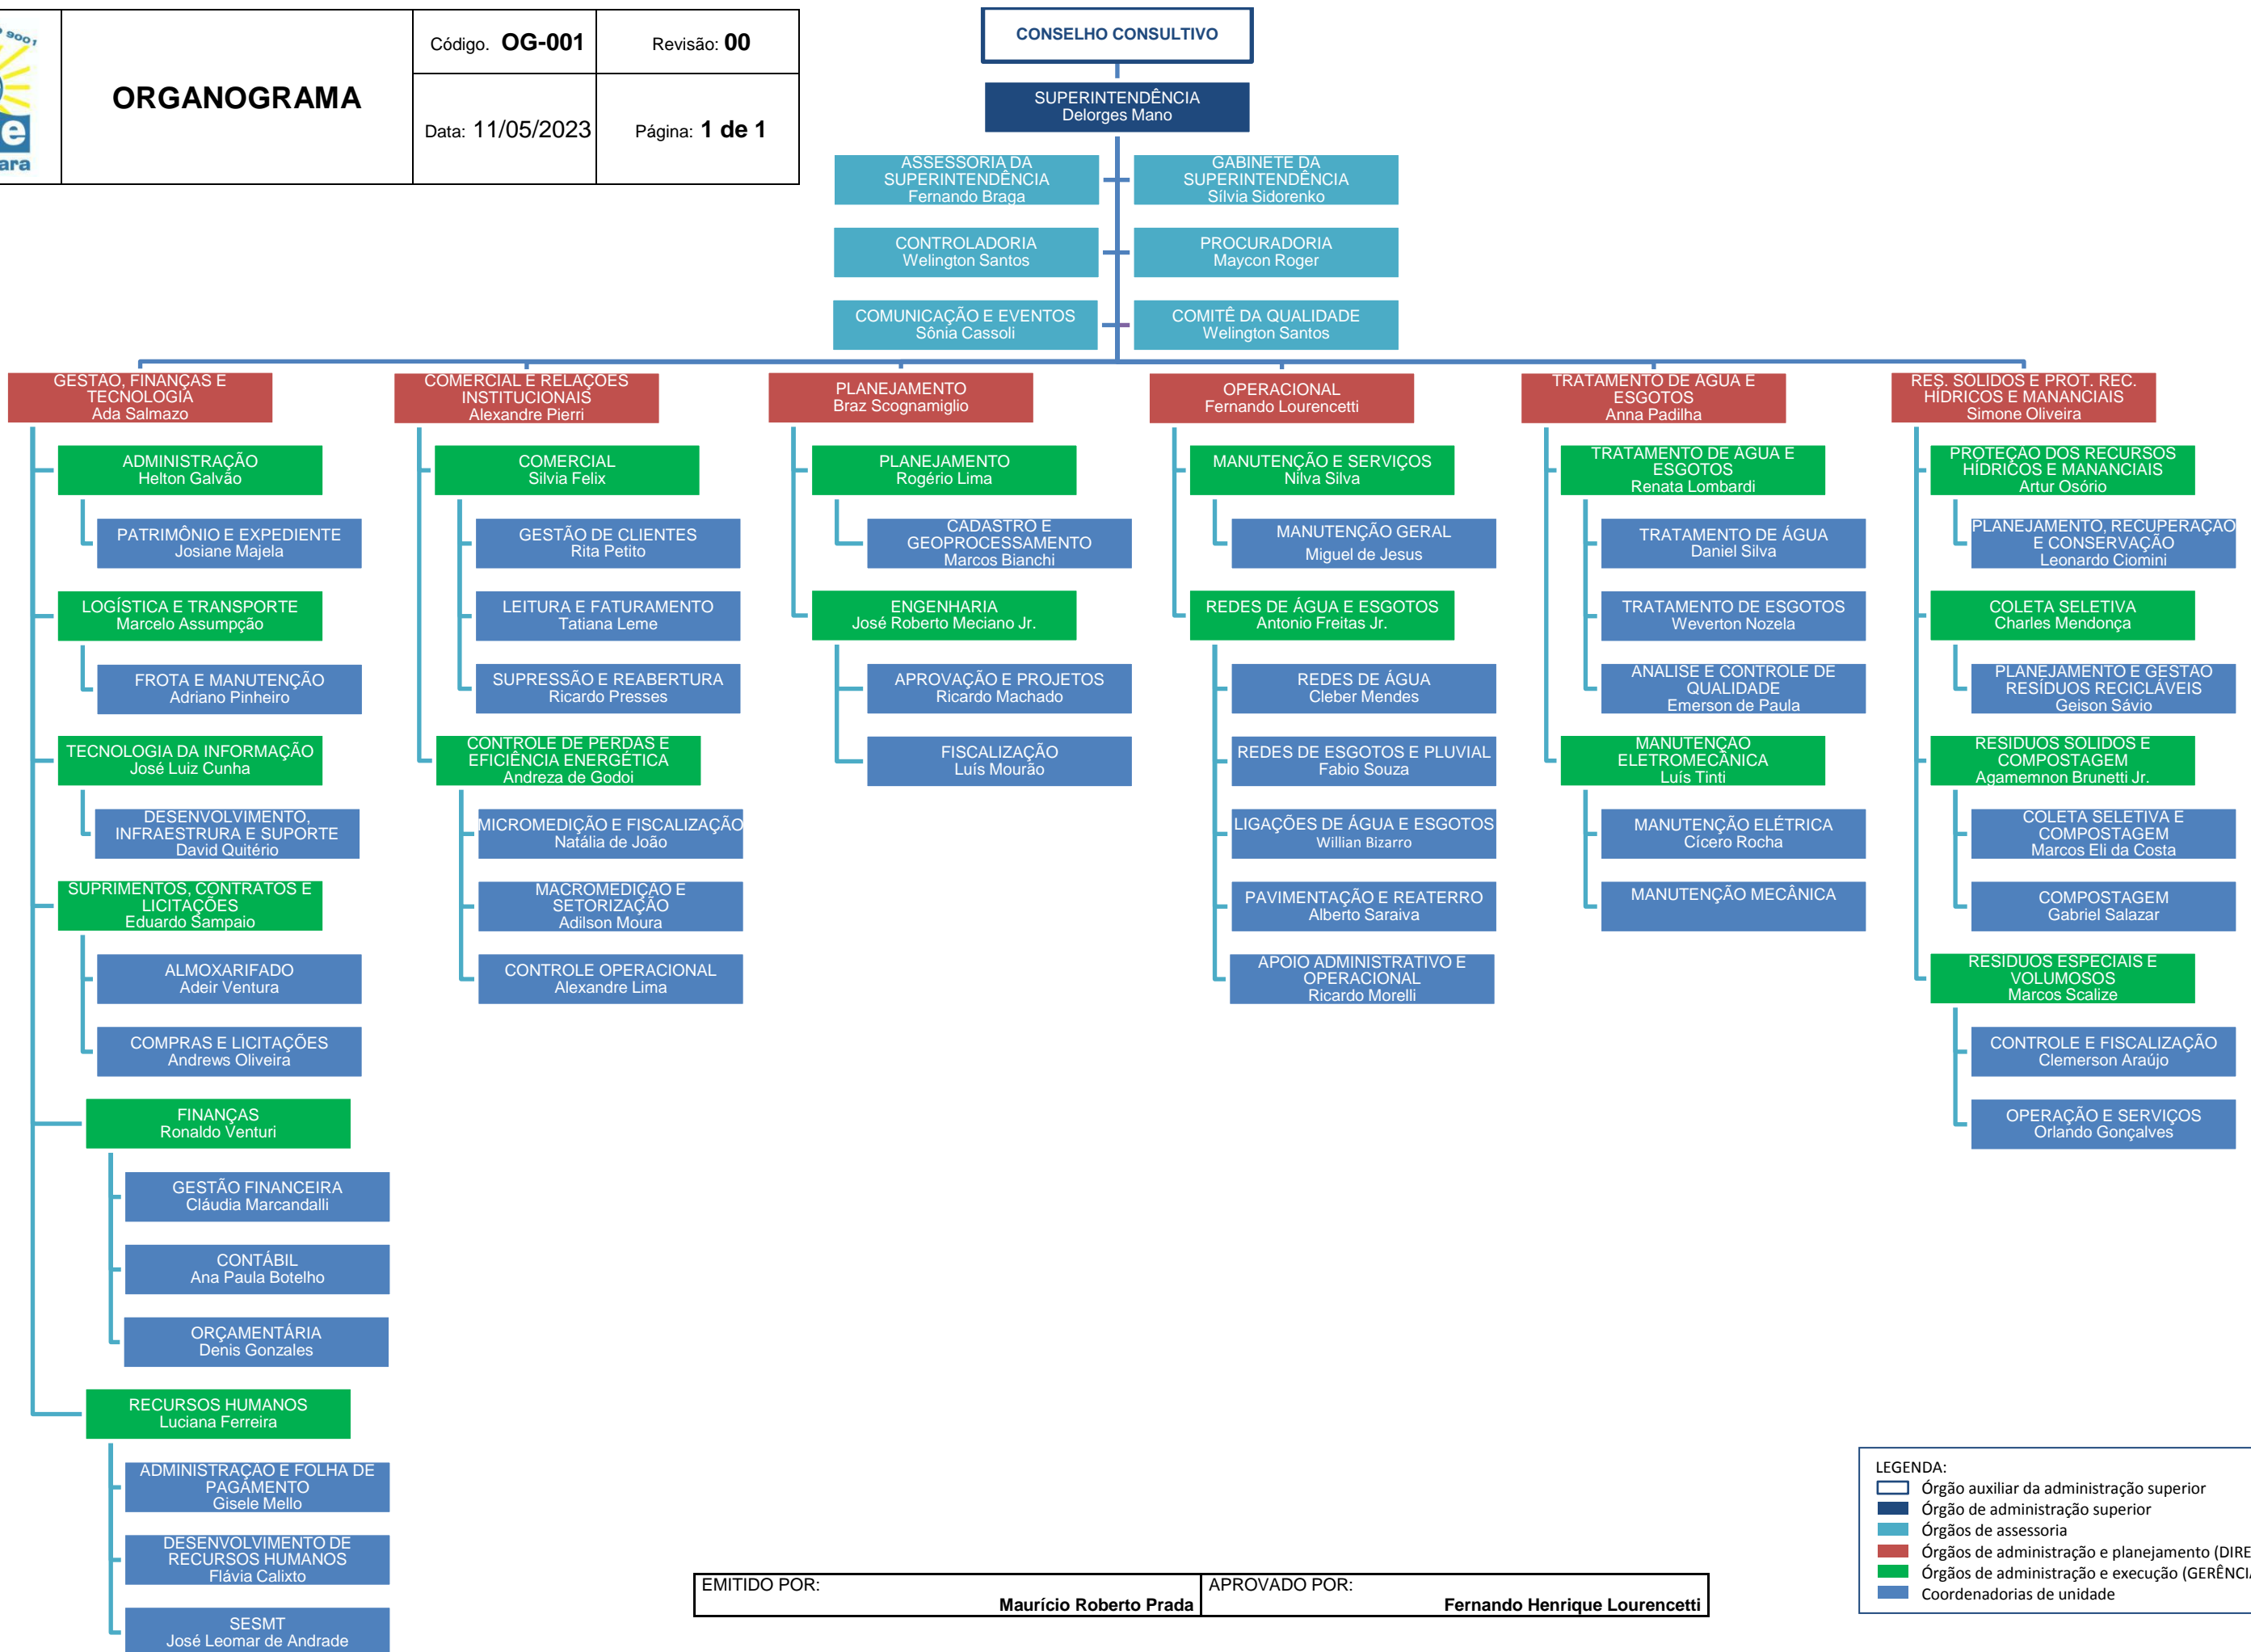 9001
e
ara
ORGANOGRAMA
Código. OG-001
Revisão: 00
Data: 11/05/2023
Página: 1 de 1
CONSELHO CONSULTIVO
SUPERINTENDÊNCIA
Delorges Mano
ASSESSORIA DA
SUPERINTENDÊNCIA
Fernando Braga
GABINETE DA
SUPERINTENDÊNCIA
Sílvia Sidorenko
CONTROLADORIA
Welington Santos
PROCURADORIA
Maycon Roger
COMUNICAÇÃO E EVENTOS
Sônia Cassoli
COMITÊ DA QUALIDADE
Welington Santos
GESTÃO, FINANÇAS E
TECNOLOGIA
Ada Salmazo
ADMINISTRAÇÃO
Helton Galvão
PATRIMÔNIO E EXPEDIENTE
Josiane Majela
LOGÍSTICA E TRANSPORTE
Marcelo Assumpção
FROTA E MANUTENÇÃO
Adriano Pinheiro
TECNOLOGIA DA INFORMAÇÃO
José Luiz Cunha
DESENVOLVIMENTO,
INFRAESTRURA E SUPORTE
David Quitério
SUPRIMENTOS, CONTRATOS E
LICITAÇÕES
Eduardo Sampaio
ALMOXARIFADO
Adeir Ventura
COMPRAS E LICITAÇÕES
Andrews Oliveira
FINANÇAS
Ronaldo Venturi
GESTÃO FINANCEIRA
Cláudia Marcandalli
CONTÁBIL
Ana Paula Botelho
ORÇAMENTÁRIA
Denis Gonzales
RECURSOS HUMANOS
Luciana Ferreira
ADMINISTRAÇÃO E FOLHA DE
PAGAMENTO
Gisele Mello
DESENVOLVIMENTO DE
RECURSOS HUMANOS
Flávia Calixto
SESMT
José Leomar de Andrade
COMERCIAL E RELAÇÕES
INSTITUCIONAIS
Alexandre Pierri
COMERCIAL
Silvia Felix
GESTÃO DE CLIENTES
Rita Petito
LEITURA E FATURAMENTO
Tatiana Leme
SUPRESSÃO E REABERTURA
Ricardo Presses
CONTROLE DE PERDAS E
EFICIÊNCIA ENERGÉTICA
Andreza de Godoi
MICROMEDIÇÃO E FISCALIZAÇÃO
Natália de João
MACROMEDIÇÃO E
SETORIZAÇÃO
Adilson Moura
CONTROLE OPERACIONAL
Alexandre Lima
PLANEJAMENTO
Braz Scognamiglio
PLANEJAMENTO
Rogério Lima
CADASTRO E
GEOPROCESSAMENTO
Marcos Bianchi
ENGENHARIA
José Roberto Meciano Jr.
APROVAÇÃO E PROJETOS
Ricardo Machado
FISCALIZAÇÃO
Luís Mourão
OPERACIONAL
Fernando Lourencetti
MANUTENÇÃO E SERVIÇOS
Nilva Silva
MANUTENÇÃO GERAL
Miguel de Jesus
REDES DE ÁGUA E ESGOTOS
Antonio Freitas Jr.
REDES DE ÁGUA
Cleber Mendes
REDES DE ESGOTOS E PLUVIAL
Fabio Souza
LIGAÇÕES DE ÁGUA E ESGOTOS
Willian Bizarro
PAVIMENTAÇÃO E REATERRO
Alberto Saraiva
APOIO ADMINISTRATIVO E
OPERACIONAL
Ricardo Morelli
TRATAMENTO DE ÁGUA E
ESGOTOS
Anna Padilha
TRATAMENTO DE ÁGUA E
ESGOTOS
Renata Lombardi
TRATAMENTO DE ÁGUA
Daniel Silva
TRATAMENTO DE ESGOTOS
Weverton Nozela
ANÁLISE E CONTROLE DE
QUALIDADE
Emerson de Paula
MANUTENÇÃO
ELETROMECÂNICA
Luís Tinti
MANUTENÇÃO ELÉTRICA
Cícero Rocha
MANUTENÇÃO MECÂNICA
RES. SÓLIDOS E PROT. REC.
HÍDRICOS E MANANCIAIS
Simone Oliveira
PROTEÇÃO DOS RECURSOS
HÍDRICOS E MANANCIAIS
Artur Osório
PLANEJAMENTO, RECUPERAÇÃO
E CONSERVAÇÃO
Leonardo Ciomini
COLETA SELETIVA
Charles Mendonça
PLANEJAMENTO E GESTÃO
RESÍDUOS RECICLÁVEIS
Geison Sávio
RESÍDUOS SÓLIDOS E
COMPOSTAGEM
Agamemnon Brunetti Jr.
COLETA SELETIVA E
COMPOSTAGEM
Marcos Eli da Costa
COMPOSTAGEM
Gabriel Salazar
RESÍDUOS ESPECIAIS E
VOLUMOSOS
Marcos Scalize
CONTROLE E FISCALIZAÇÃO
Clemerson Araújo
OPERAÇÃO E SERVIÇOS
Orlando Gonçalves
EMITIDO POR:
Maurício Roberto Prada
APROVADO POR:
Fernando Henrique Lourencetti
LEGENDA:
Órgão auxiliar da administração superior
Órgão de administração superior
Órgãos de assessoria
Órgãos de administração e planejamento (DIRE
Órgãos de administração e execução (GERÊNCIA
Coordenadorias de unidade